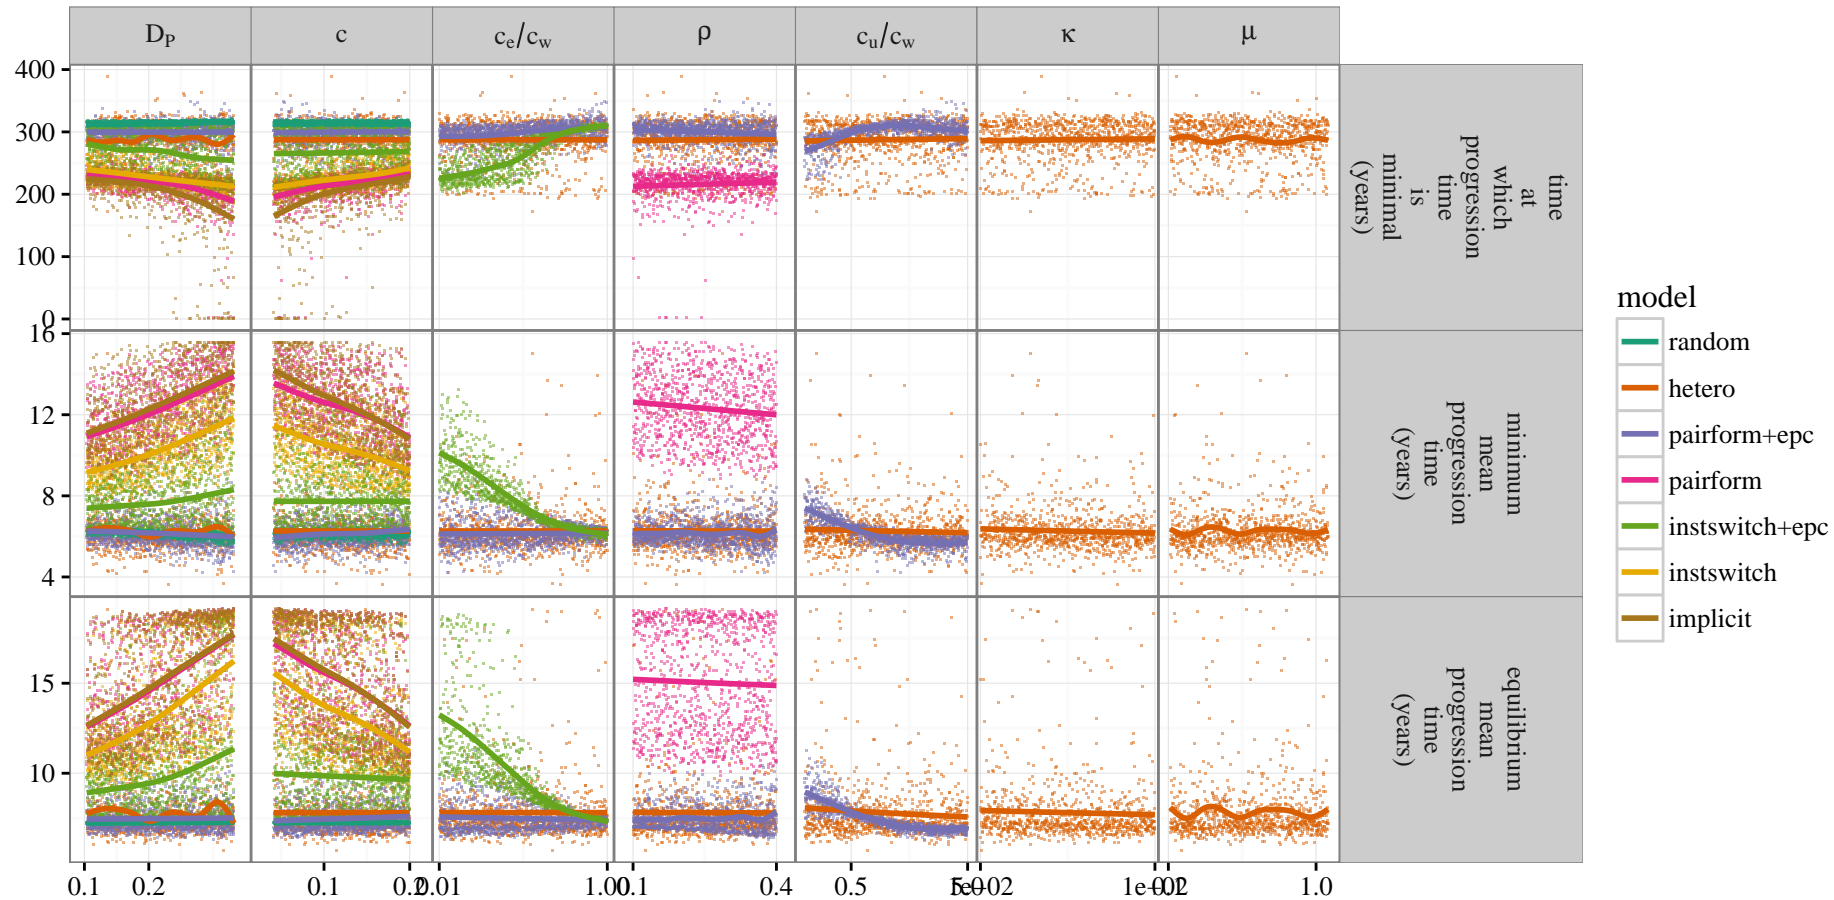 D_P c c_e/c_w ρ c_u/c_w κ μ
400
300
200
100
0
time
at
which
progression
time
is
minimal
(years)
16
12
8
4
minimum
mean
progression
time
(years)
15
10
equilibrium
mean
progression
time
(years)
0.1 0.2 0.1 0.2 0.01 1.00 0.1 0.4 0.5 1.0
model
random
hetero
pairform+epc
pairform
instswitch+epc
instswitch
implicit